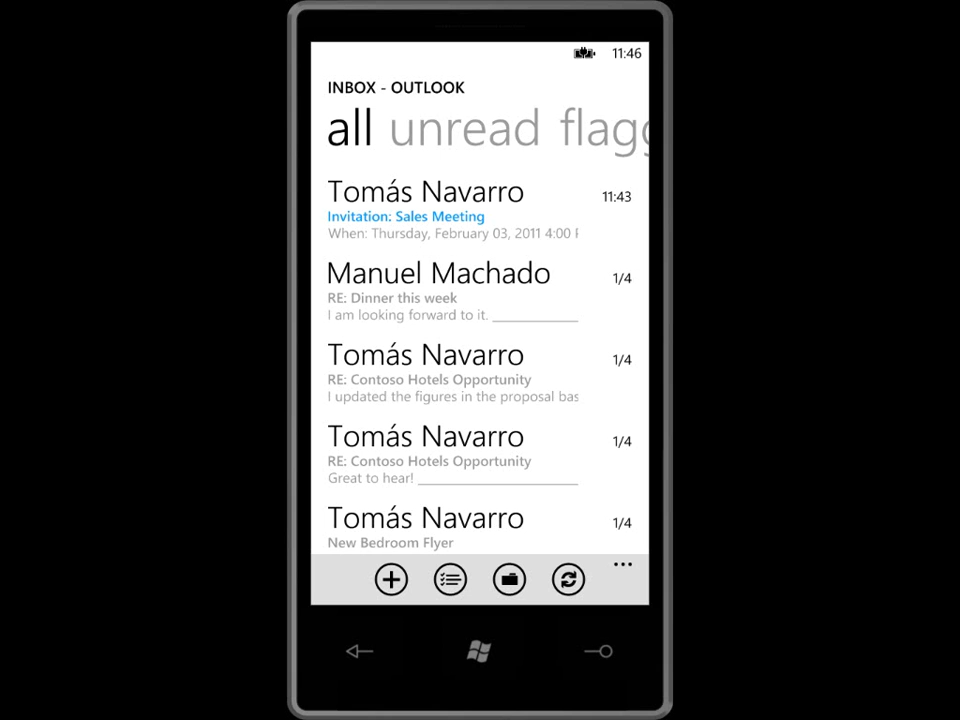 11:46
INBOX - OUTLOOK
all unread flagg
Tomás Navarro 11:43
Invitation: Sales Meeting
When: Thursday, February 03, 2011 4:00 P
Manuel Machado 1/4
RE: Dinner this week
I am looking forward to it.
Tomás Navarro 1/4
RE: Contoso Hotels Opportunity
I updated the figures in the proposal bas
Tomás Navarro 1/4
RE: Contoso Hotels Opportunity
Great to hear!
Tomás Navarro 1/4
New Bedroom Flyer